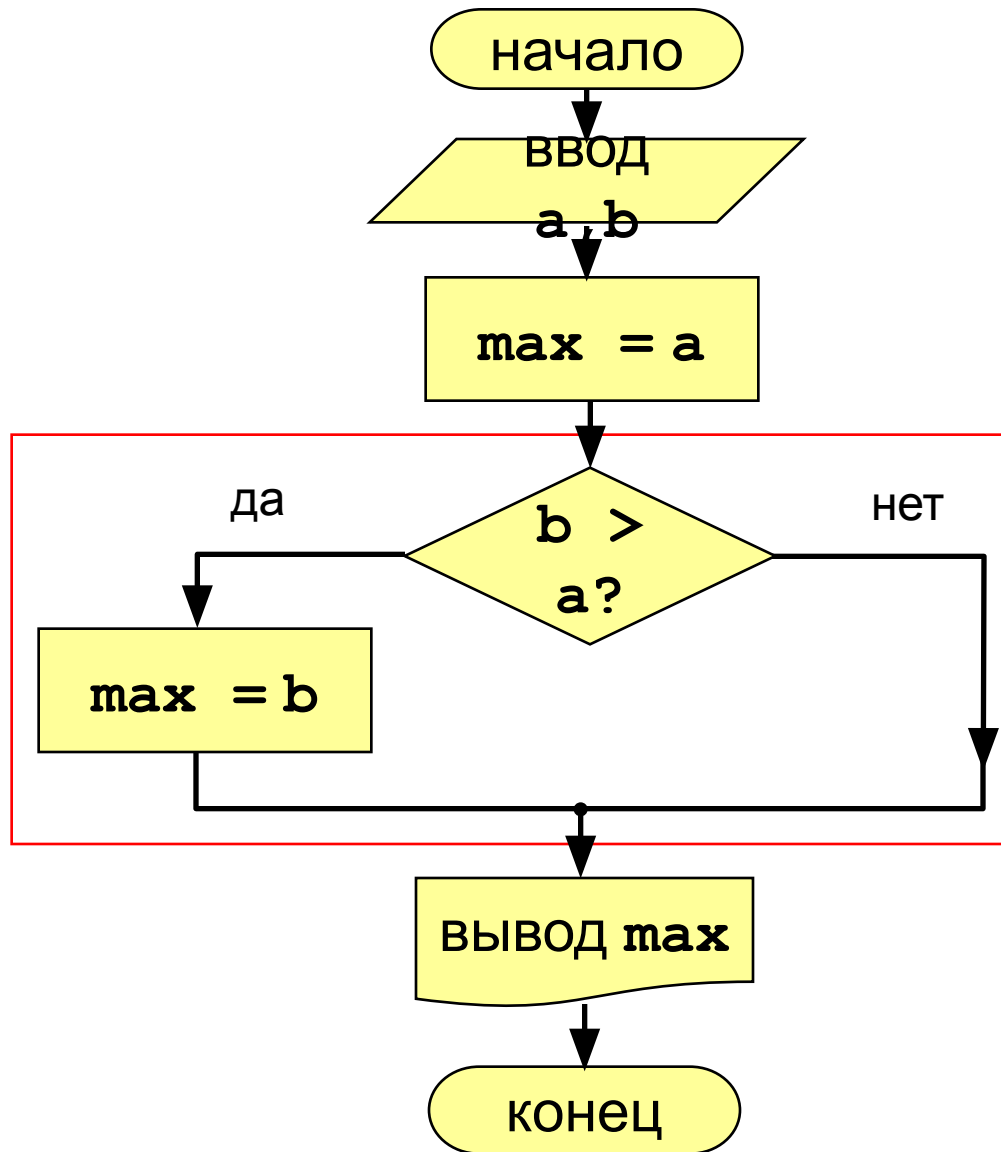 начало
ввод
a,b
max = a
да
нет
b >
a?
max = b
вывод max
конец